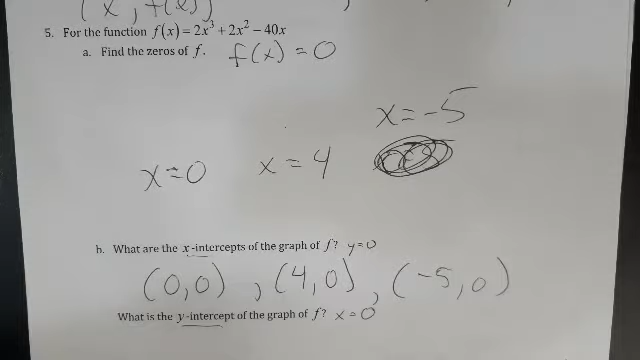 (x, f(x))
5. For the function f(x) = 2x³ + 2x² − 40x
a. Find the zeros of f. f(x) = 0
x = -5
x = 0 x = 4
b. What are the x-intercepts of the graph of f? y = 0
(0,0), (4,0), (-5,0)
What is the y-intercept of the graph of f? x = 0